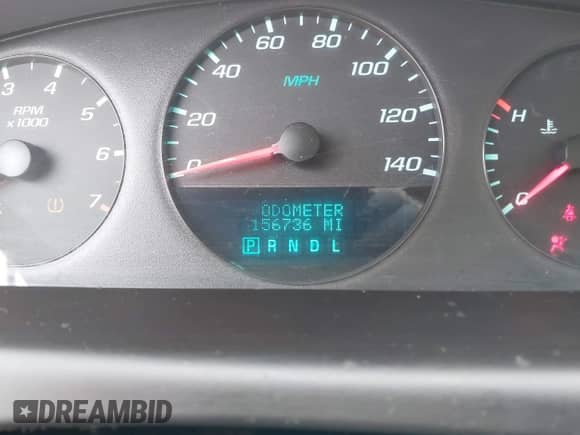 3 4 5 6 7
RPM
x1000
0 20 40 60 80 100 120 140
MPH
ODOMETER
156736 MI
P R N D L
H
C
DREAMBID